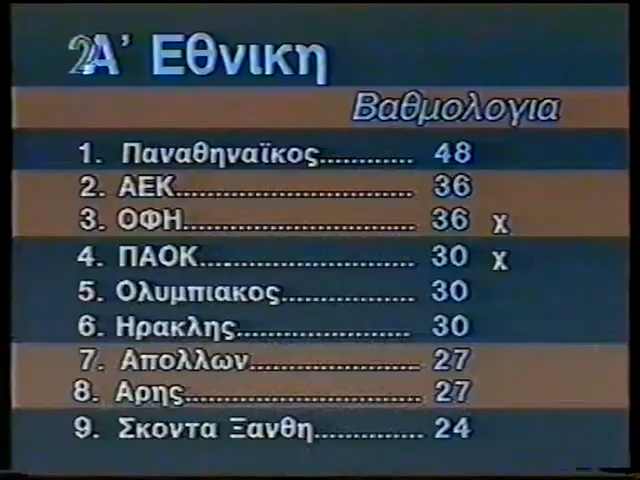 2
Α' Εθνικη
Βαθμολογια
1. Παναθηναϊκος............ 48
2. ΑΕΚ............................... 36
3. ΟΦΗ.............................. 36 χ
4. ΠΑΟΚ............................ 30 χ
5. Ολυμπιακος................. 30
6. Ηρακλης...................... 30
7. Απολλων...................... 27
8. Αρης.............................. 27
9. Σκοντα Ξανθη.............. 24